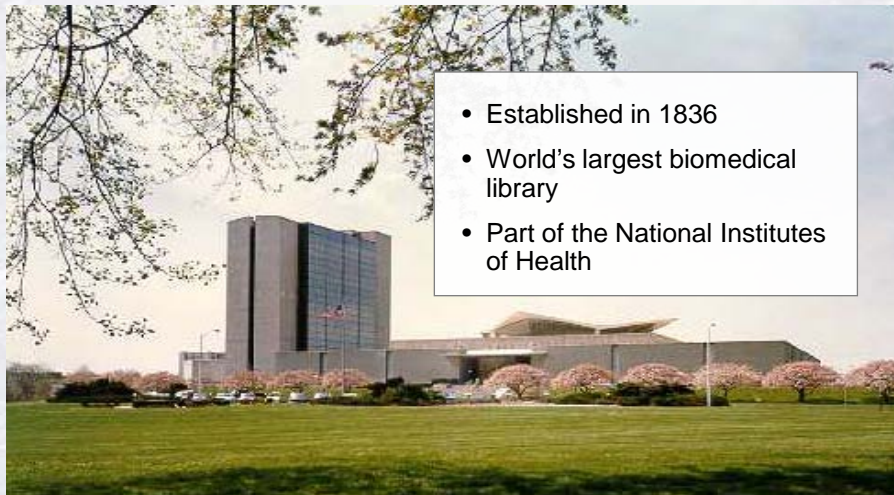 • Established in 1836
• World’s largest biomedical
library
• Part of the National Institutes
of Health